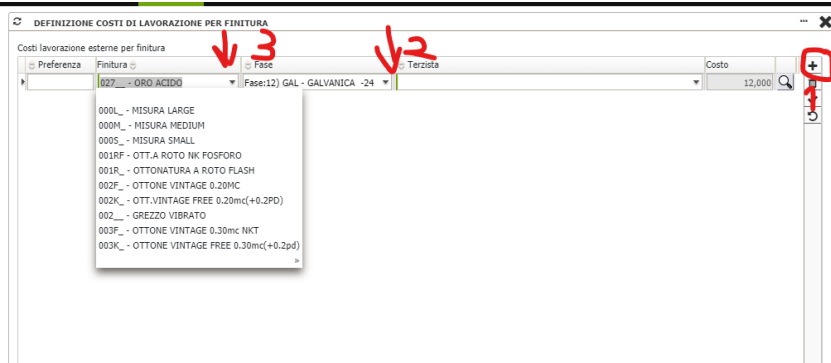 DEFINIZIONE COSTI DI LAVORAZIONE PER FINITURA
Costi lavorazione esterne per finitura
3 2
Preferenza Finitura Fase Terzista Costo
027__ - ORO ACIDO Fase:12) GAL - GALVANICA -24 12,000
1
000L_ - MISURA LARGE
000M_ - MISURA MEDIUM
000S_ - MISURA SMALL
001RF - OTT.A ROTO NK FOSFORO
001R_ - OTTONATURA A ROTO FLASH
002F_ - OTTONE VINTAGE 0.20MC
002K_ - OTT.VINTAGE FREE 0.20mc(+0.2PD)
002__ - GREZZO VIBRATO
003F_ - OTTONE VINTAGE 0.30mc NKT
003K_ - OTTONE VINTAGE FREE 0.30mc(+0.2pd)
»